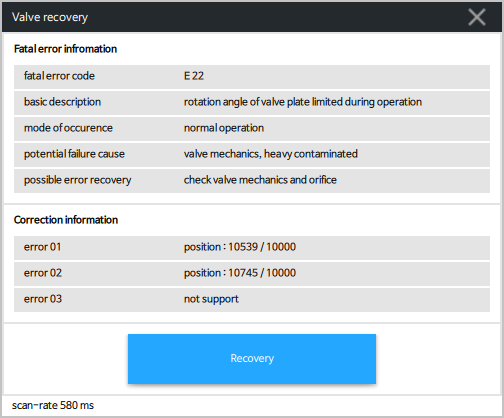 Valve recovery
Fatal error infromation
fatal error code E 22
basic description rotation angle of valve plate limited during operation
mode of occurence normal operation
potential failure cause valve mechanics, heavy contaminated
possible error recovery check valve mechanics and orifice
Correction information
error 01 position : 10539 / 10000
error 02 position : 10745 / 10000
error 03 not support
Recovery
scan-rate 580 ms